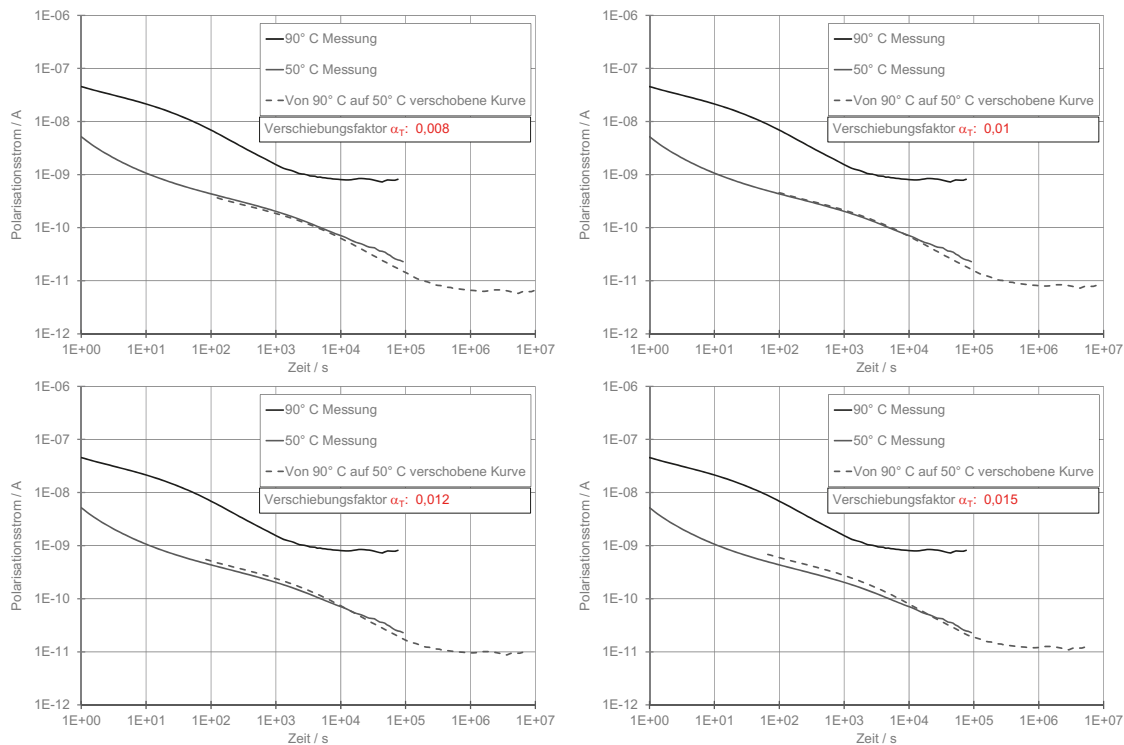 1E-06
1E-07
1E-08
1E-09
1E-10
1E-11
1E-12
Polarisationsstrom / A
90° C Messung
50° C Messung
Von 90° C auf 50° C verschobene Kurve
Verschiebungsfaktor αT: 0,008
1E+00 1E+01 1E+02 1E+03 1E+04 1E+05 1E+06 1E+07
Zeit / s
1E-06
1E-07
1E-08
1E-09
1E-10
1E-11
1E-12
Polarisationsstrom / A
90° C Messung
50° C Messung
Von 90° C auf 50° C verschobene Kurve
Verschiebungsfaktor αT: 0,01
1E+00 1E+01 1E+02 1E+03 1E+04 1E+05 1E+06 1E+07
Zeit / s
1E-06
1E-07
1E-08
1E-09
1E-10
1E-11
1E-12
Polarisationsstrom / A
90° C Messung
50° C Messung
Von 90° C auf 50° C verschobene Kurve
Verschiebungsfaktor αT: 0,012
1E+00 1E+01 1E+02 1E+03 1E+04 1E+05 1E+06 1E+07
Zeit / s
1E-06
1E-07
1E-08
1E-09
1E-10
1E-11
1E-12
Polarisationsstrom / A
90° C Messung
50° C Messung
Von 90° C auf 50° C verschobene Kurve
Verschiebungsfaktor αT: 0,015
1E+00 1E+01 1E+02 1E+03 1E+04 1E+05 1E+06 1E+07
Zeit / s